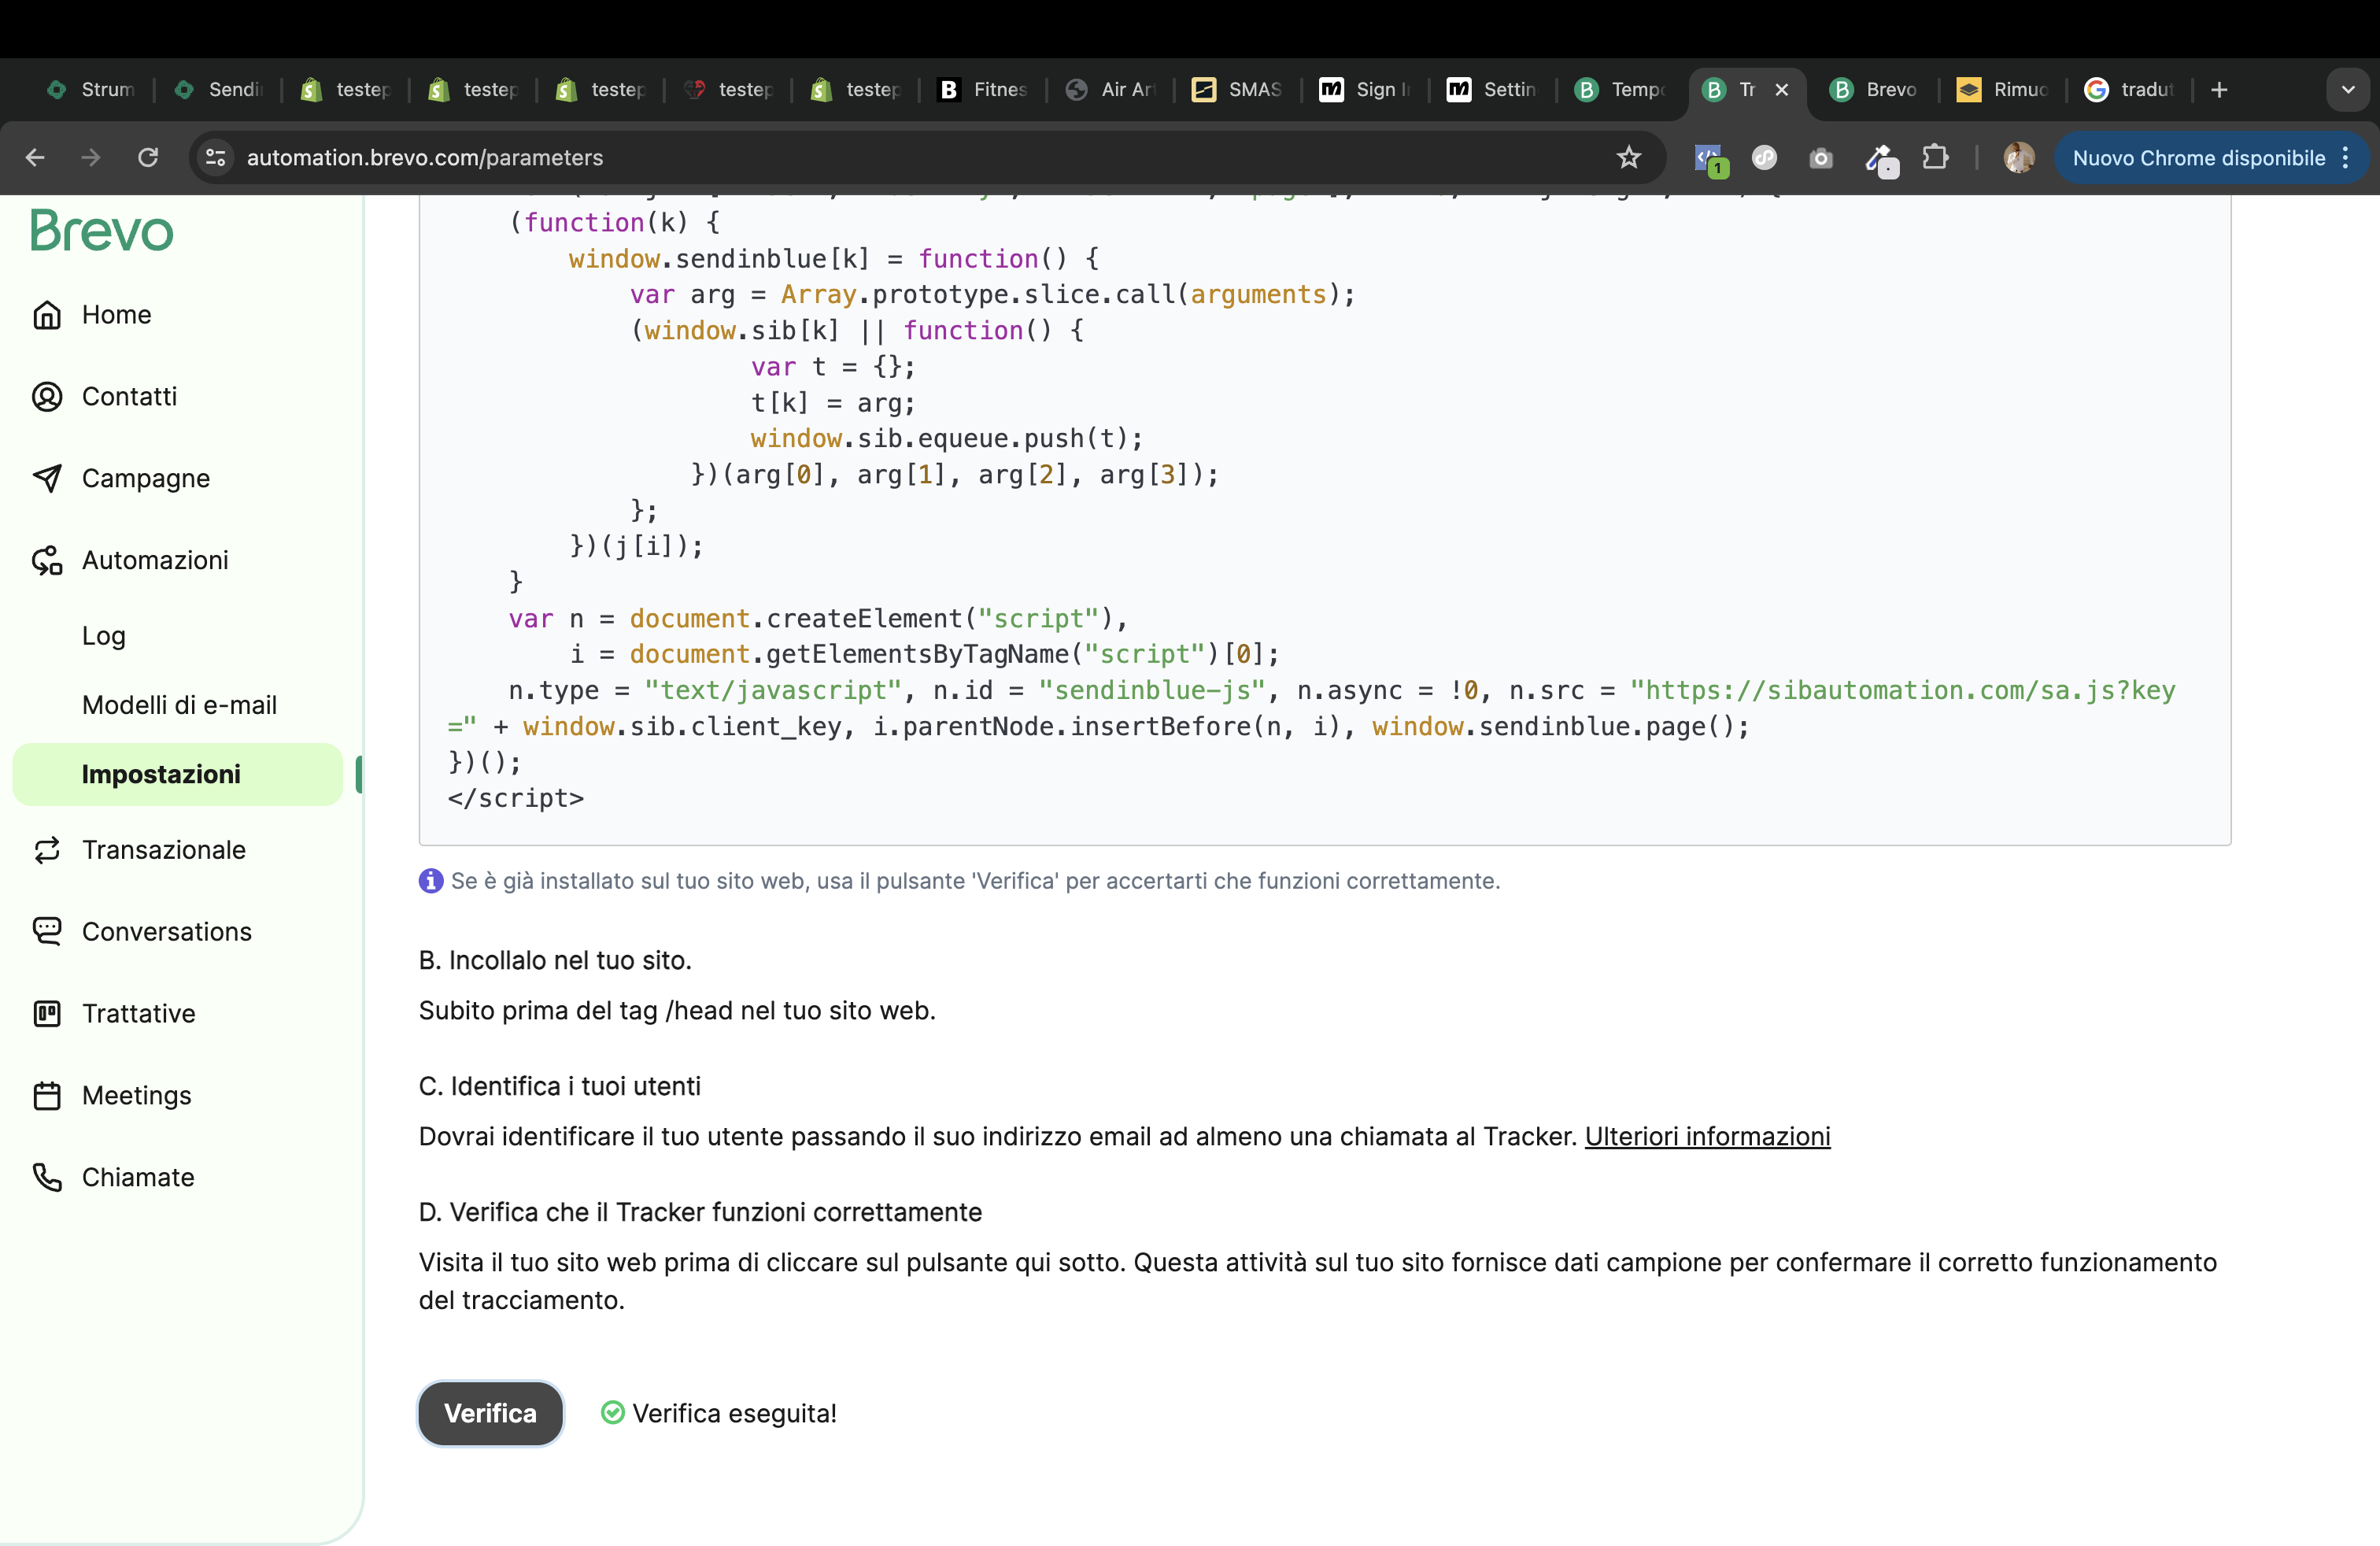 Strum
Sendi
testep
testep
testep
testep
testep
Fitnes
Air Ar
SMAS
Sign I
Settin
Temp
Tr
Brevo
Rimuo
tradut
automation.brevo.com/parameters
1
Nuovo Chrome disponibile
Brevo
Home
Contatti
Campagne
Automazioni
Log
Modelli di e-mail
Impostazioni
Transazionale
Conversations
Trattative
Meetings
Chiamate
(function(k) {
window.sendinblue[k] = function() {
var arg = Array.prototype.slice.call(arguments);
(window.sib[k] || function() {
var t = {};
t[k] = arg;
window.sib.equeue.push(t);
})(arg[0], arg[1], arg[2], arg[3]);
};
})(j[i]);
}
var n = document.createElement("script"),
i = document.getElementsByTagName("script")[0];
n.type = "text/javascript", n.id = "sendinblue-js", n.async = !0, n.src = "https://sibautomation.com/sa.js?key
=" + window.sib.client_key, i.parentNode.insertBefore(n, i), window.sendinblue.page();
})();
</script>
Se è già installato sul tuo sito web, usa il pulsante 'Verifica' per accertarti che funzioni correttamente.
B. Incollalo nel tuo sito.
Subito prima del tag /head nel tuo sito web.
C. Identifica i tuoi utenti
Dovrai identificare il tuo utente passando il suo indirizzo email ad almeno una chiamata al Tracker. Ulteriori informazioni
D. Verifica che il Tracker funzioni correttamente
Visita il tuo sito web prima di cliccare sul pulsante qui sotto. Questa attività sul tuo sito fornisce dati campione per confermare il corretto funzionamento
del tracciamento.
Verifica
Verifica eseguita!